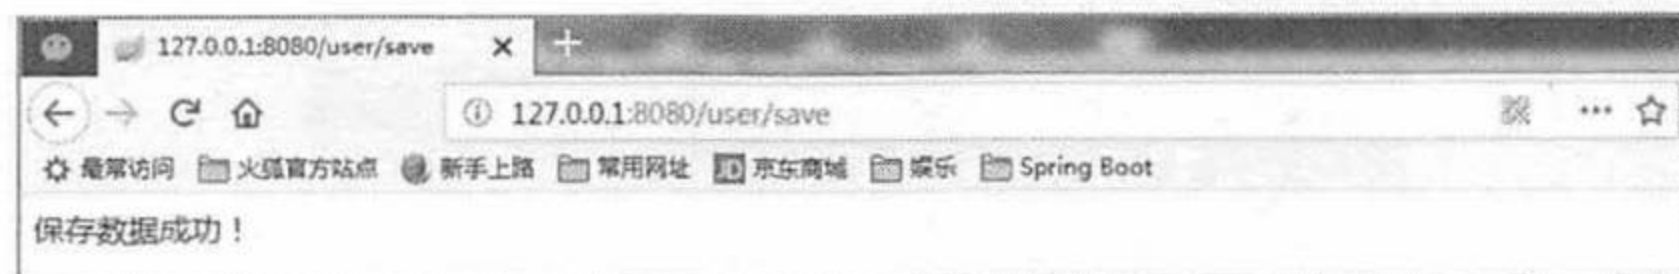 127.0.0.1:8080/user/save
127.0.0.1:8080/user/save
最常访问 火狐官方站点 新手上路 常用网址 京东商城 娱乐 Spring Boot
保存数据成功！